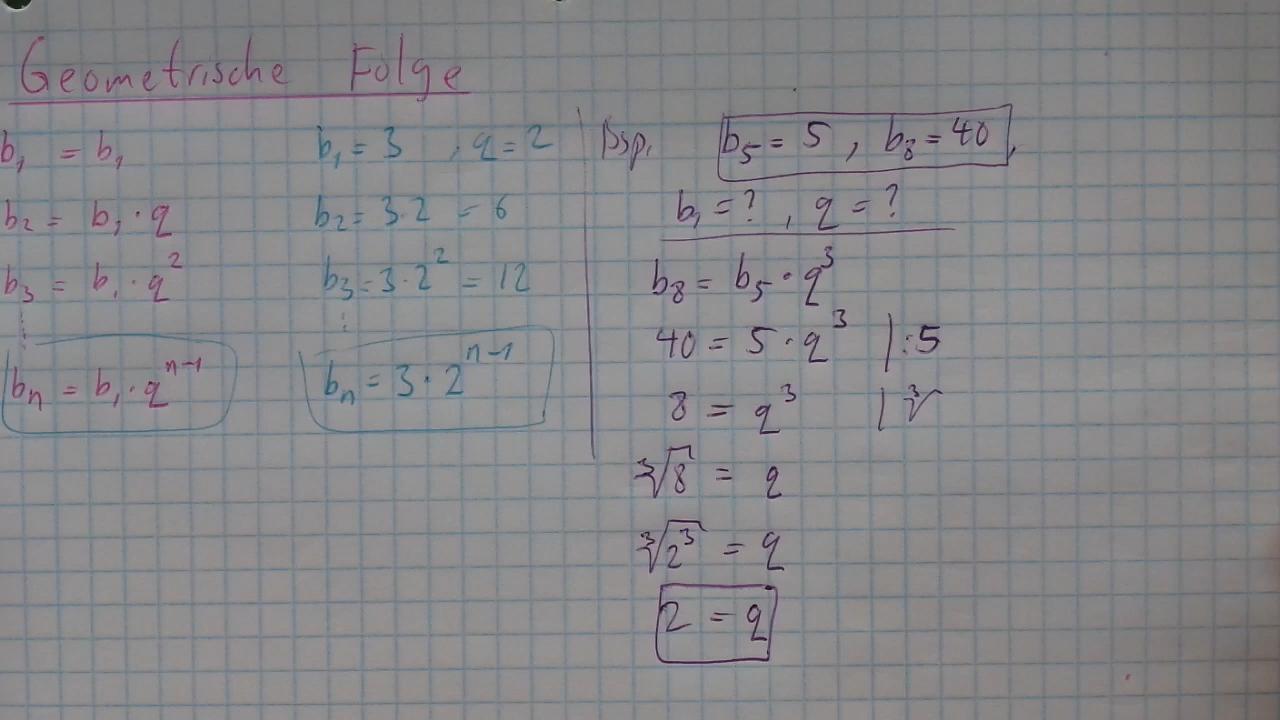 Geometrische Folge
b₁ = b₁
b₂ = b₁ · q
b₃ = b₁ · q²
⋮
bₙ = b₁ · qⁿ⁻¹
b₁ = 3 , q = 2
b₂ = 3·2 = 6
b₃ = 3·2² = 12
⋮
bₙ = 3 · 2ⁿ⁻¹
Bsp. b₅ = 5 , b₈ = 40,
b₁ = ? , q = ?
b₈ = b₅ · q³
40 = 5 · q³ | :5
8 = q³ | ∛
∛8 = q
∛2³ = q
2 = q